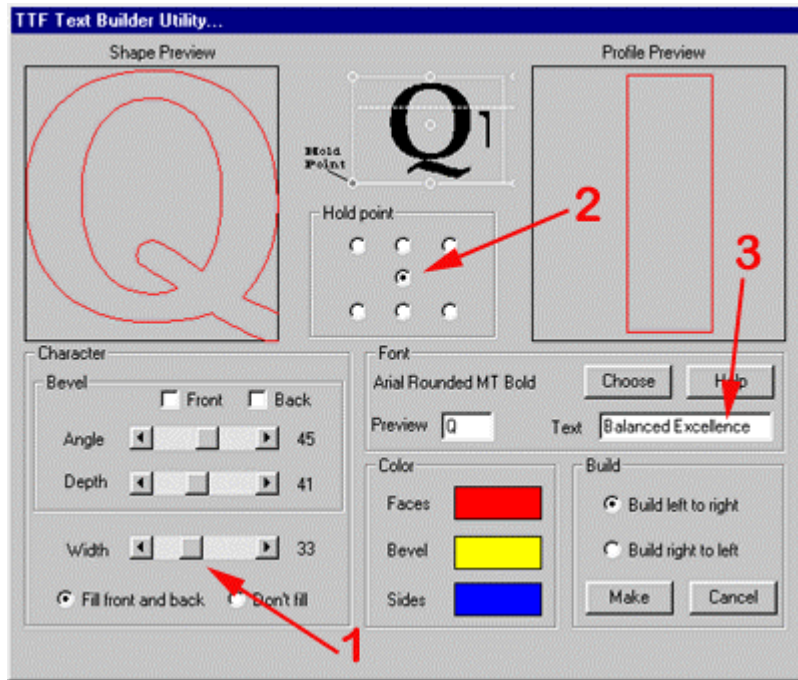 TTF Text Builder Utility...
Shape Preview
Profile Preview
Q1
Hold
Point
Hold point
2
3
Character
Bevel
Front
Back
Angle
45
Depth
41
Width
33
Fill front and back
Don't fill
1
Font
Arial Rounded MT Bold
Choose
Help
Preview
Q
Text
Balanced Excellence
Color
Faces
Bevel
Sides
Build
Build left to right
Build right to left
Make
Cancel